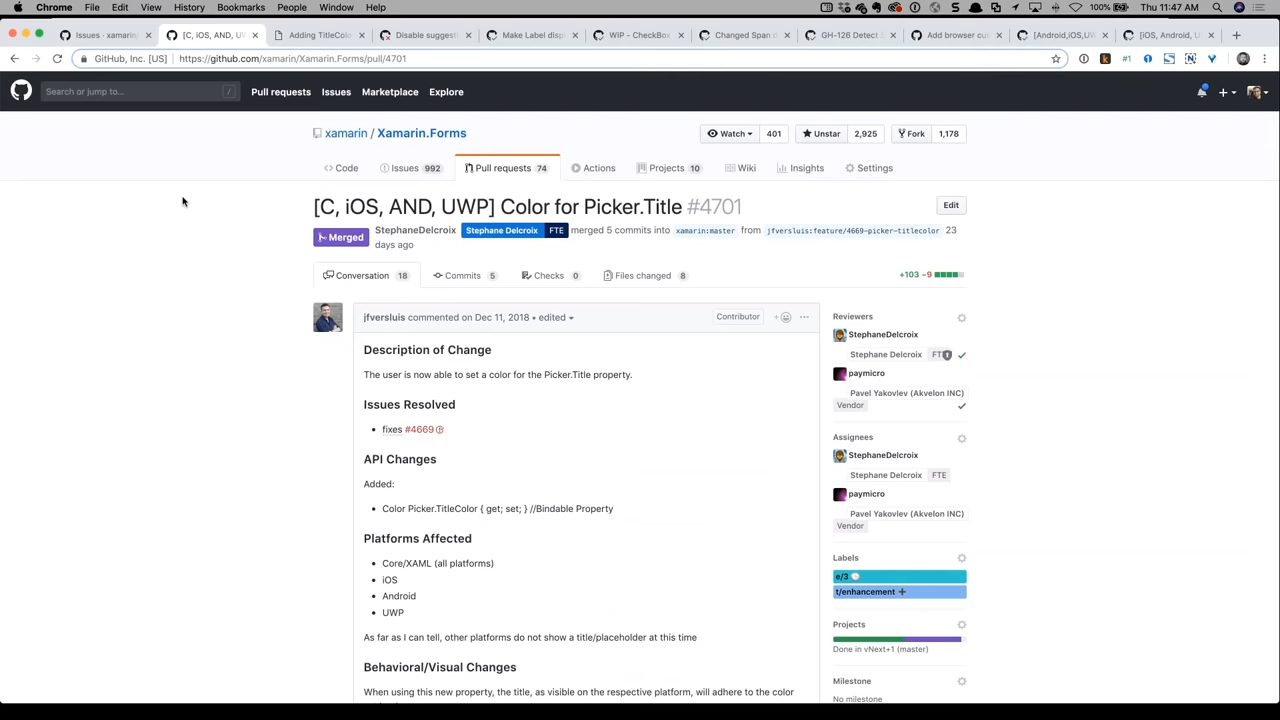 Chrome File Edit View History Bookmarks People Window Help
100% Thu 11:47 AM
Issues · xamarin
[C, iOS, AND, U
Adding TitleColo
Disable suggesti
Make Label disp
WIP - CheckBox
Changed Span d
GH-126 Detect S
Add browser cus
[Android,iOS,UW
[iOS, Android, U
GitHub, Inc. [US] https://github.com/xamarin/Xamarin.Forms/pull/4701
#1
Search or jump to... /
Pull requests Issues Marketplace Explore
xamarin / Xamarin.Forms
Watch 401 Unstar 2,925 Fork 1,178
Code Issues 992 Pull requests 74 Actions Projects 10 Wiki Insights Settings
[C, iOS, AND, UWP] Color for Picker.Title #4701
Edit
Merged StephaneDelcroix Stephane Delcroix FTE merged 5 commits into xamarin:master from jfversluis:feature/4669-picker-titlecolor 23
days ago
Conversation 18 Commits 5 Checks 0 Files changed 8
+103 −9
jfversluis commented on Dec 11, 2018 • edited
Contributor
Description of Change
The user is now able to set a color for the Picker.Title property.
Issues Resolved
• fixes #4669
API Changes
Added:
• Color Picker.TitleColor { get; set; } //Bindable Property
Platforms Affected
• Core/XAML (all platforms)
• iOS
• Android
• UWP
As far as I can tell, other platforms do not show a title/placeholder at this time
Behavioral/Visual Changes
When using this new property, the title, as visible on the respective platform, will adhere to the color
Reviewers
StephaneDelcroix
Stephane Delcroix
paymicro
Pavel Yakovlev (Akvelon INC)
Vendor
Assignees
StephaneDelcroix
Stephane Delcroix FTE
paymicro
Pavel Yakovlev (Akvelon INC)
Vendor
Labels
e/3
t/enhancement
Projects
Done in vNext+1 (master)
Milestone
No milestone